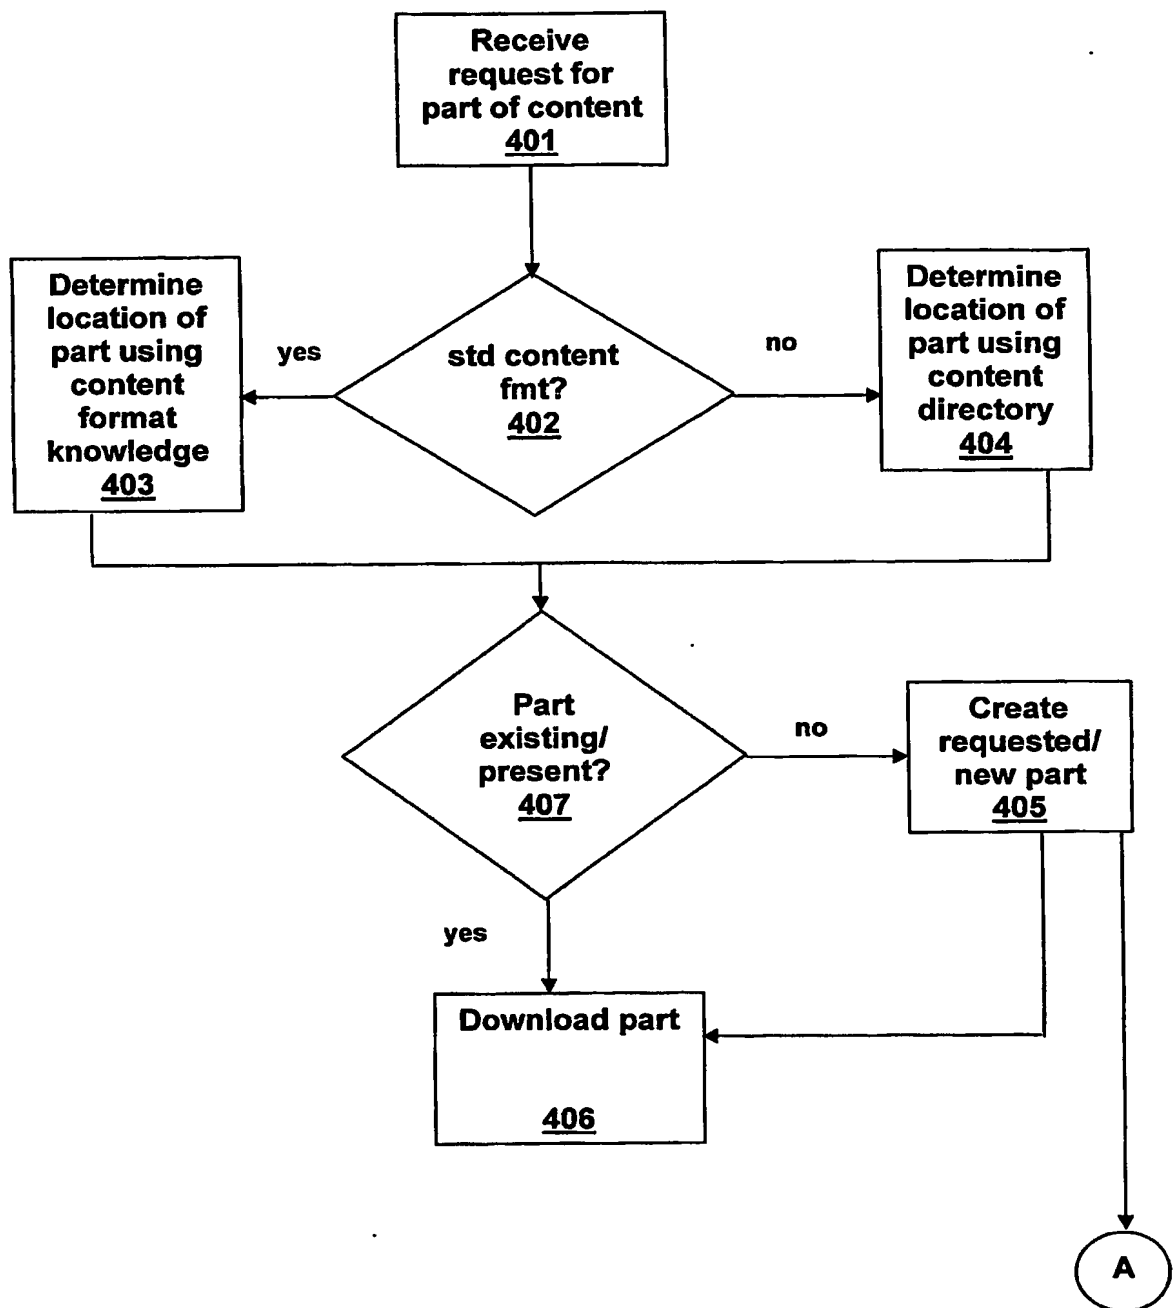 Receive
request for
part of content
401
Determine
location of
part using
content
format
knowledge
403
yes
std content
fmt?
402
no
Determine
location of
part using
content
directory
404
Part
existing/
present?
407
no
Create
requested/
new part
405
yes
Download part
406
A